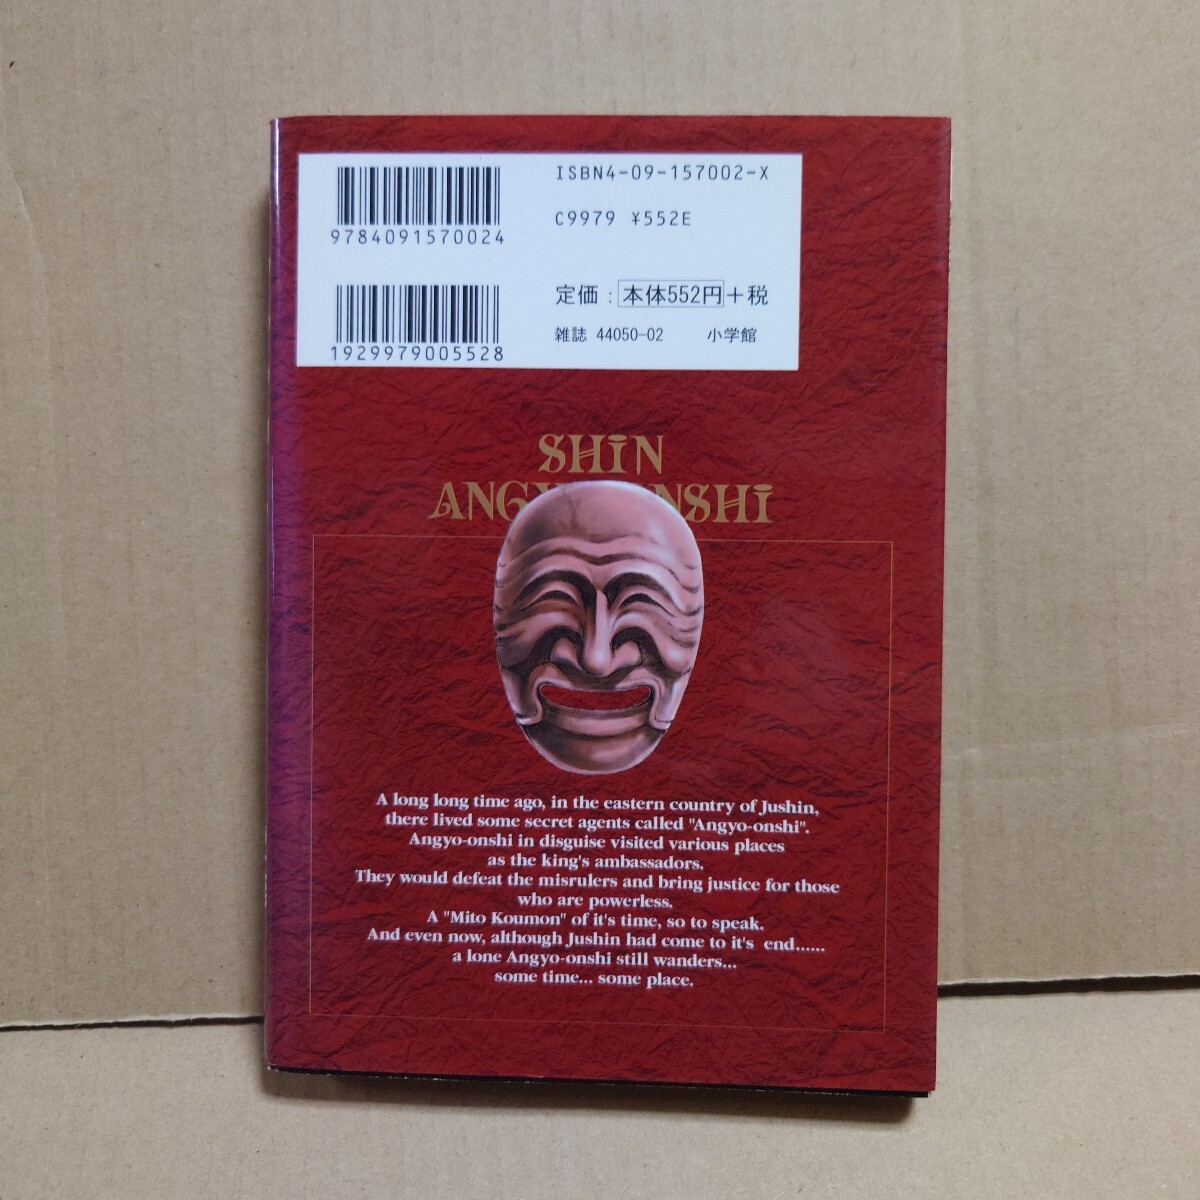 ISBN4-09-157002-X
9784091570024
C9979 ¥552E
定価：本体552円+税
1929979005528
雑誌 44050-02 小学館
SHiN
A long long time ago, in the eastern country of Jushin,
there lived some secret agents called "Angyo-onshi".
Angyo-onshi in disguise visited various places
as the king's ambassadors.
They would defeat the misrulers and bring justice for those
who are powerless.
A "Mito Koumon" of it's time, so to speak.
And even now, although Jushin had come to it's end......
a lone Angyo-onshi still wanders...
some time... some place.